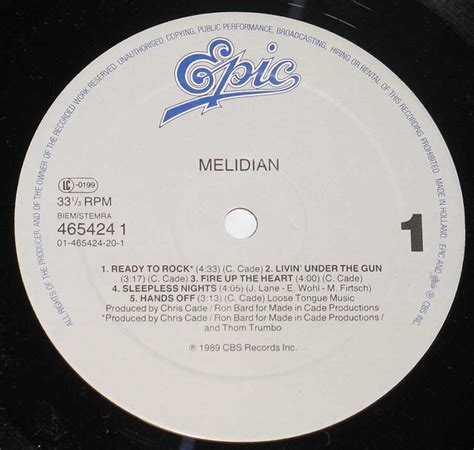 ALL RIGHTS OF THE PRODUCER AND OF THE OWNER OF THE RECORDED WORK RESERVED. UNAUTHORISED COPYING, PUBLIC PERFORMANCE, BROADCASTING, HIRING OR RENTAL OF THIS RECORDING PROHIBITED. MADE IN HOLLAND. EPIC AND ARE ℗ CBS INC.
Epic
MELIDIAN
LC -0199
33⅓ RPM
BIEM/STEMRA
465424 1
01-465424-20-1
1
1. READY TO ROCK* (4:33) (C. Cade) 2. LIVIN' UNDER THE GUN
(3:17) (C. Cade) 3. FIRE UP THE HEART (4:00) (C. Cade)
4. SLEEPLESS NIGHTS (4:05) (J. Lane - E. Wohl - M. Firtsch)
5. HANDS OFF (3:13) (C. Cade) Loose Tongue Music
Produced by Chris Cade / Ron Bard for Made in Cade Productions
*Produced by Chris Cade / Ron Bard for Made in Cade Productions /
and Thom Trumbo
℗ 1989 CBS Records Inc.